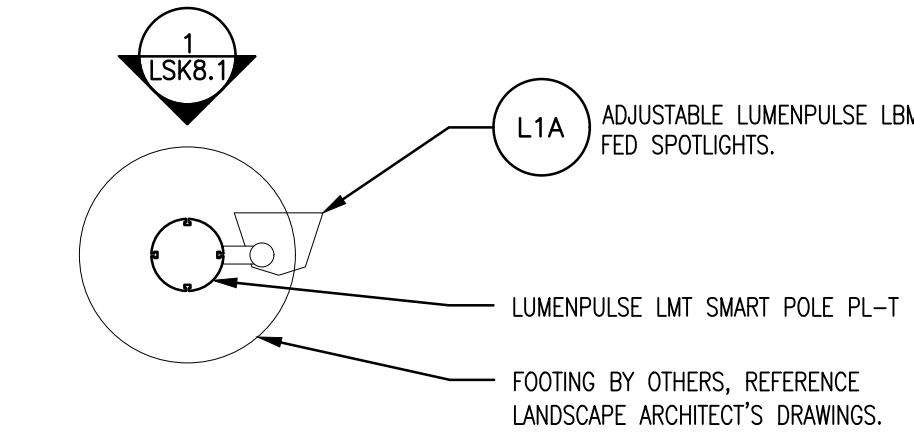 1
LSK8.1
L1A
ADJUSTABLE LUMENPULSE
FED SPOTLIGHTS.
LUMENPULSE LMT SMART POLE PL-T
FOOTING BY OTHERS, REFERENCE
LANDSCAPE ARCHITECT'S DRAWINGS.